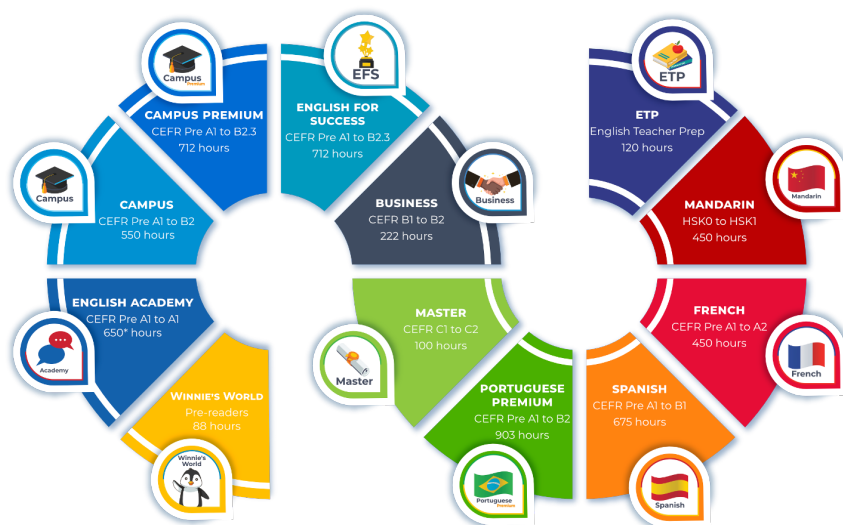 Winnie's
World
WINNIE'S WORLD
Pre-readers
88 hours
Academy
ENGLISH ACADEMY
CEFR Pre A1 to A1
650* hours
Campus
CAMPUS
CEFR Pre A1 to B2
550 hours
Campus
Premium
CAMPUS PREMIUM
CEFR Pre A1 to B2.3
712 hours
EFS
ENGLISH FOR
SUCCESS
CEFR Pre A1 to B2.3
712 hours
Business
BUSINESS
CEFR B1 to B2
222 hours
Master
MASTER
CEFR C1 to C2
100 hours
Portuguese
Premium
PORTUGUESE
PREMIUM
CEFR Pre A1 to B2
903 hours
Spanish
SPANISH
CEFR Pre A1 to B1
675 hours
French
FRENCH
CEFR Pre A1 to A2
450 hours
Mandarin
MANDARIN
HSK0 to HSK1
450 hours
ETP
ETP
English Teacher Prep
120 hours